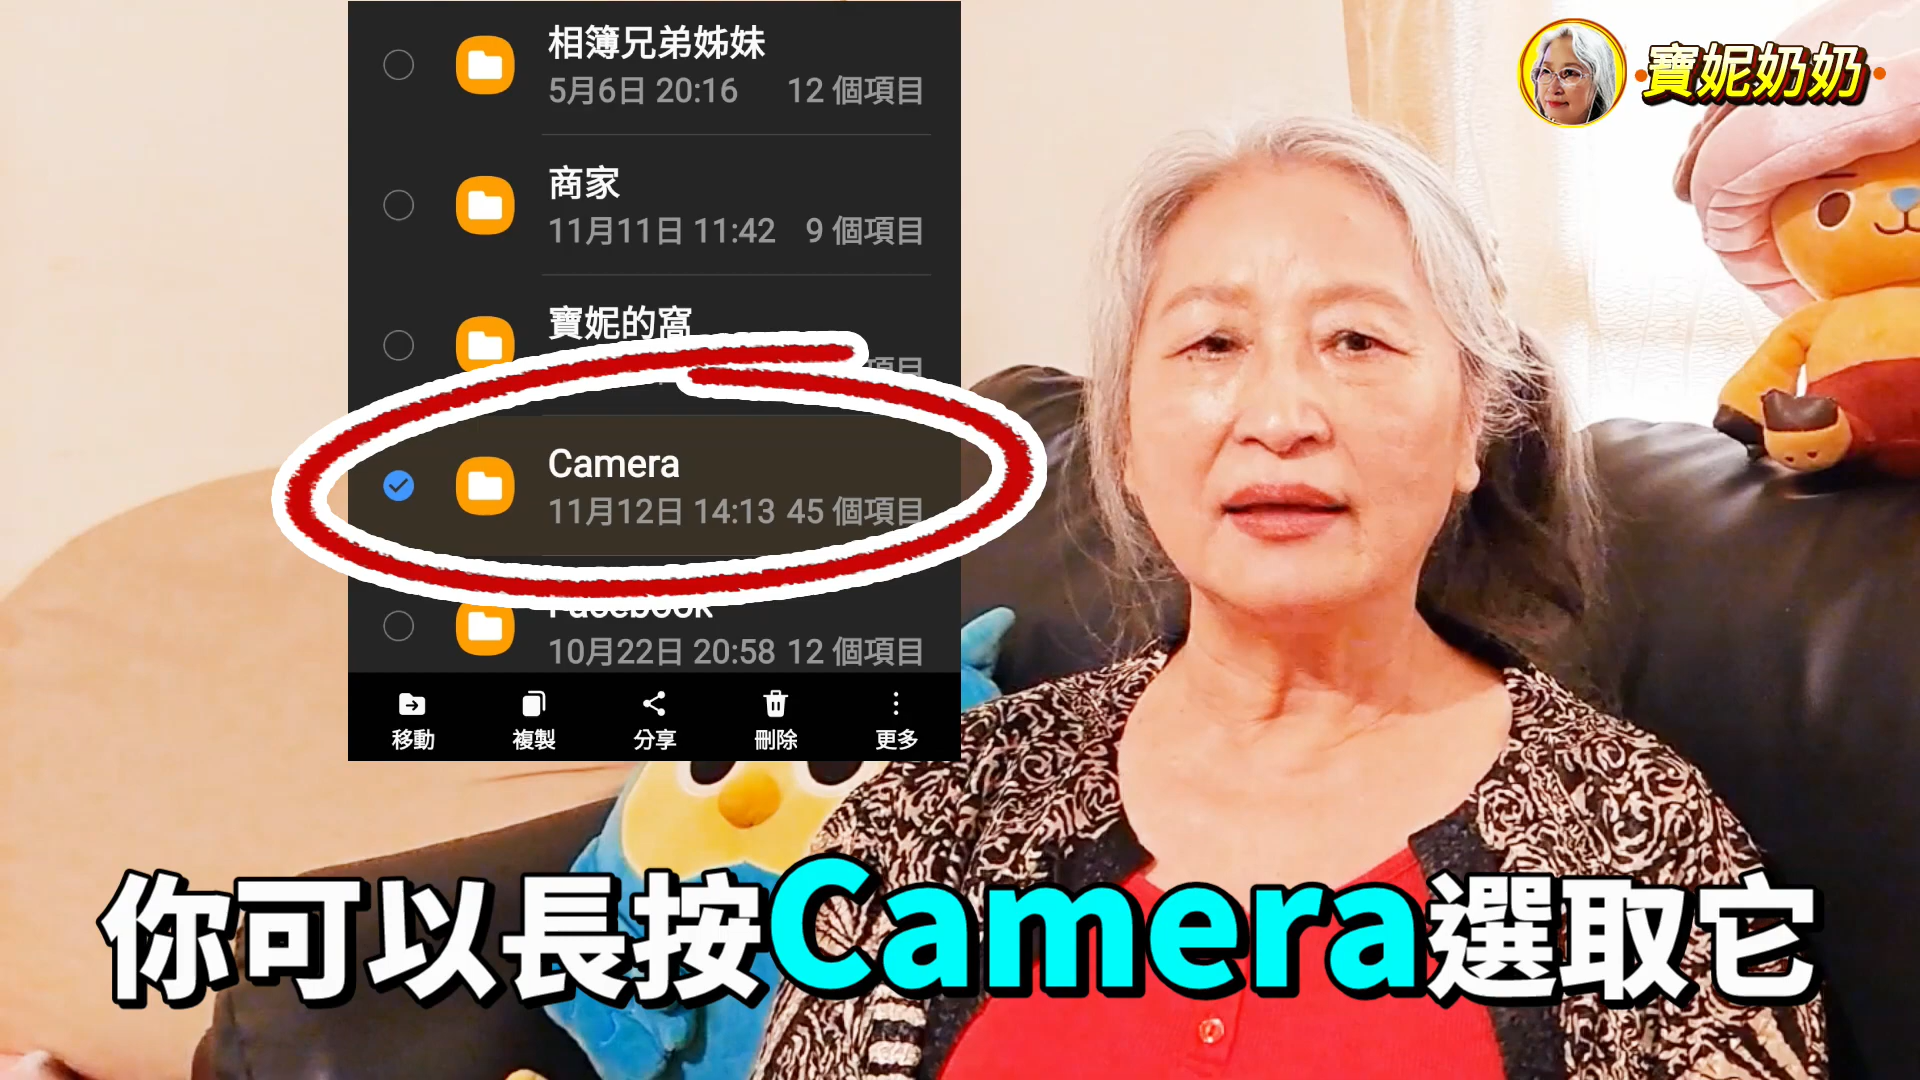 相簿兄弟姊妹
5月6日 20:16 12 個項目
商家
11月11日 11:42 9 個項目
寶妮的窩
項目
Camera
11月12日 14:13 45 個項目
Facebook
10月22日 20:58 12 個項目
移動 複製 分享 刪除 更多
寶妮奶奶
你可以長按Camera選取它